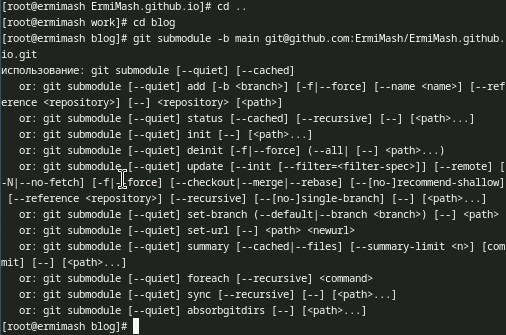 [root@ermimash ErmiMash.github.io]# cd ..
[root@ermimash work]# cd blog
[root@ermimash blog]# git submodule -b main git@github.com:ErmiMash/ErmiMash.github.
io.git
использование: git submodule [--quiet] [--cached]
   or: git submodule [--quiet] add [-b <branch>] [-f|--force] [--name <name>] [--ref
erence <repository>] [--] <repository> [<path>]
   or: git submodule [--quiet] status [--cached] [--recursive] [--] [<path>...]
   or: git submodule [--quiet] init [--] [<path>...]
   or: git submodule [--quiet] deinit [-f|--force] (--all| [--] <path>...)
   or: git submodule [--quiet] update [--init [--filter=<filter-spec>]] [--remote] [
-N|--no-fetch] [-f|--force] [--checkout|--merge|--rebase] [--[no-]recommend-shallow]
 [--reference <repository>] [--recursive] [--[no-]single-branch] [--] [<path>...]
   or: git submodule [--quiet] set-branch (--default|--branch <branch>) [--] <path>
   or: git submodule [--quiet] set-url [--] <path> <newurl>
   or: git submodule [--quiet] summary [--cached|--files] [--summary-limit <n>] [com
mit] [--] [<path>...]
   or: git submodule [--quiet] foreach [--recursive] <command>
   or: git submodule [--quiet] sync [--recursive] [--] [<path>...]
   or: git submodule [--quiet] absorbgitdirs [--] [<path>...]
[root@ermimash blog]#